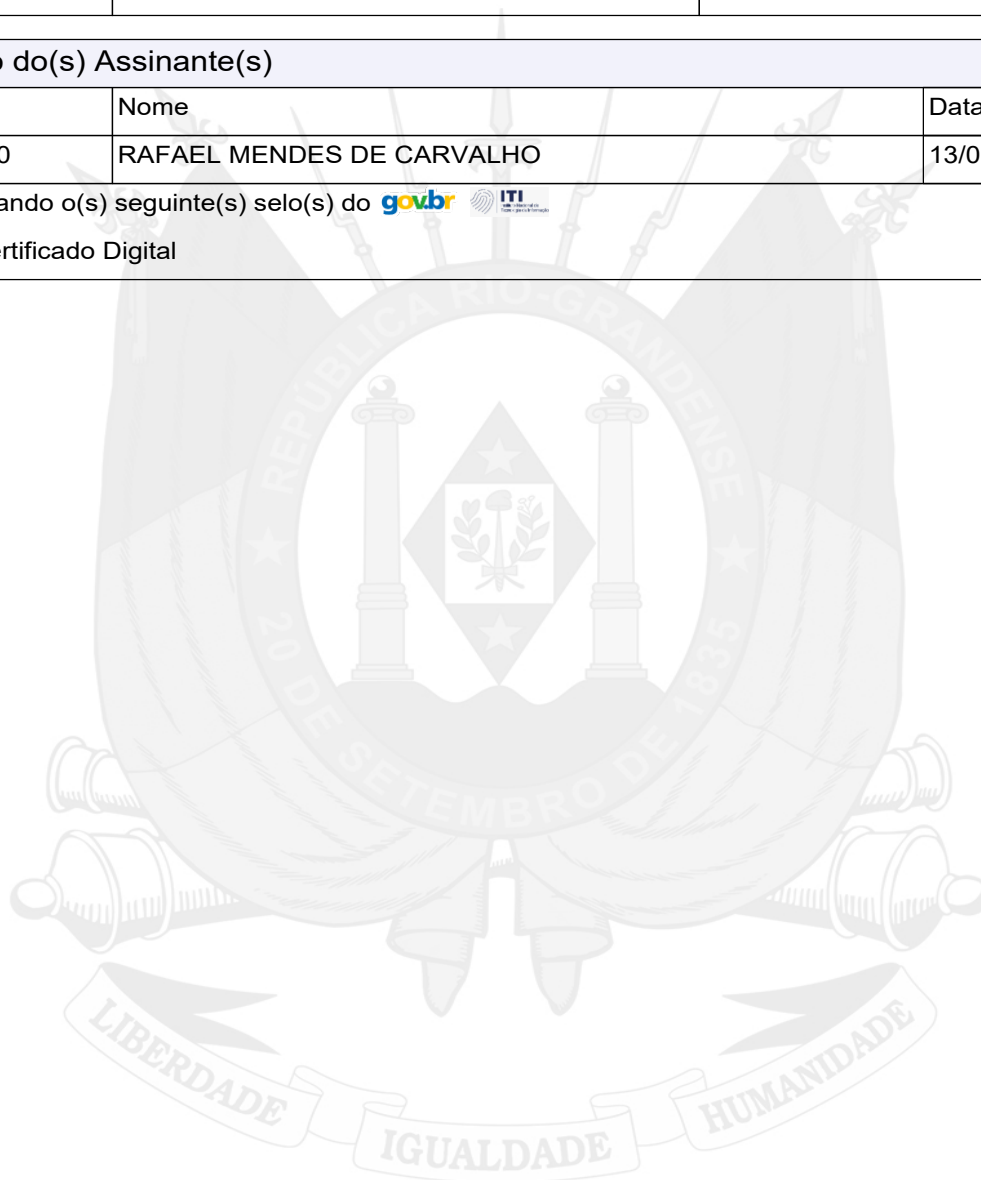 o do(s) Assinante(s)
Nome Data
0 RAFAEL MENDES DE CARVALHO 13/0
ando o(s) seguinte(s) selo(s) do gov.br ITI
ertificado Digital
REPÚBLICA RIO-GRANDENSE
20 DE SETEMBRO DE 1835
LIBERDADE IGUALDADE HUMANIDADE